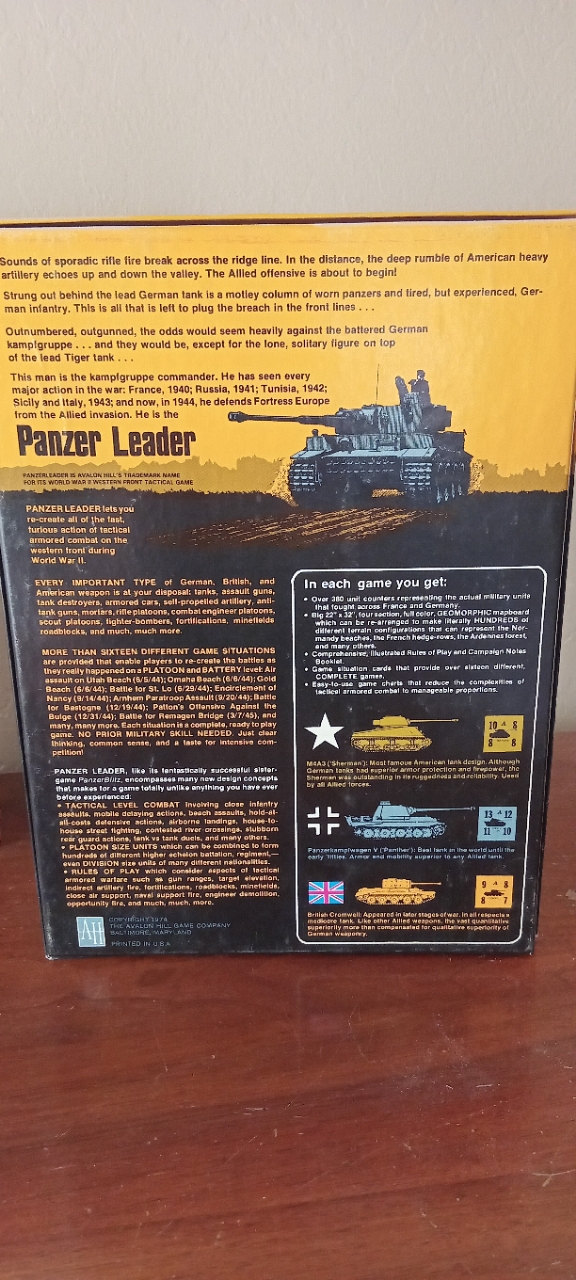 Sounds of sporadic rifle fire break across the ridge line. In the distance, the deep rumble of American heavy
artillery echoes up and down the valley. The Allied offensive is about to begin!
Strung out behind the lead German tank is a motley column of worn panzers and tired, but experienced, Ger-
man infantry. This is all that is left to plug the breach in the front lines . . .
Outnumbered, outgunned, the odds would seem heavily against the battered German
kampfgruppe . . . and they would be, except for the lone, solitary figure on top
of the lead Tiger tank . . .
This man is the kampfgruppe commander. He has seen every
major action in the war: France, 1940; Russia, 1941; Tunisia, 1942;
Sicily and Italy, 1943; and now, in 1944, he defends Fortress Europe
from the Allied invasion. He is the
Panzer Leader
PANZERLEADER IS AVALON HILL'S TRADEMARK NAME
FOR ITS WORLD WAR II WESTERN FRONT TACTICAL GAME
PANZER LEADER lets you
re-create all of the fast,
furious action of tactical
armored combat on the
western front during
World War II.
EVERY IMPORTANT TYPE of German, British, and
American weapon is at your disposal: tanks, assault guns,
tank destroyers, armored cars, self-propelled artillery, anti-
tank guns, mortars, rifle platoons, combat engineer platoons,
scout platoons, fighter-bombers, fortifications, minefields
roadblocks, and much, much more.
MORE THAN SIXTEEN DIFFERENT GAME SITUATIONS
are provided that enable players to re-create the battles as
they really happened on a PLATOON and BATTERY level: Air
assault on Utah Beach (6/5/44); Omaha Beach (6/6/44); Gold
Beach (6/6/44); Battle for St. Lo (6/29/44); Encirclement of
Nancy (9/14/44); Arnhem Paradrop Assault (9/20/44); Battle
for Bastogne (12/19/44); Patton's Offensive Against the
Bulge (12/31/44); Battle for Remagen Bridge (3/7/45), and
many, many more. Each situation is a complete, ready to play
game. NO PRIOR MILITARY SKILL NEEDED. Just clear
thinking, common sense, and a taste for intensive com-
petition!
PANZER LEADER, like its fantastically successful sister-
game PanzerBlitz, encompasses many new design concepts
that makes for a game totally unlike anything you have ever
before experienced:
• TACTICAL LEVEL COMBAT involving close infantry
assaults, mobile delaying actions, beach assaults, hold-at-
all-costs defensive actions, airborne landings, house-to-
house street fighting, contested river crossings, stubborn
rear guard actions, tank vs tank duels, and many others.
• PLATOON SIZE UNITS which can be combined to form
hundreds of different higher echelon battalion, regiment,—
even DIVISION size units of many different nationalities.
• RULES OF PLAY which consider aspects of tactical
armored warfare such as gun ranges, target elevation,
indirect artillery fire, fortifications, roadblocks, minefields,
close air support, naval support fire, engineer demolition,
opportunity fire, and much, much, more.
AH
COPYRIGHT 1974
THE AVALON HILL GAME COMPANY
BALTIMORE, MARYLAND
PRINTED IN U.S.A
In each game you get:
• Over 380 unit counters representing the actual military units
that fought across France and Germany.
• Big 22" x 32", four section, full color, GEOMORPHIC mapboard
which can be re-arranged to make literally HUNDREDS of
different terrain configurations that can represent the Nor-
mandy beaches, the French hedge-rows, the Ardennes forest,
and many others.
• Comprehensive, Illustrated Rules of Play and Campaign Notes
Booklet.
• Game situation cards that provide over sixteen different,
COMPLETE games.
• Easy-to-use game charts that reduce the complexities of
tactical armored combat to manageable proportions.
10 A 8
8 8
M4A3 ('Sherman'): Most famous American tank design. Although
German tanks had superior armor protection and firepower, the
Sherman was outstanding in its ruggedness and reliability. Used
by all Allied forces.
13 A 12
11 10
Panzerkampfwagen V ('Panther'): Best tank in the world until the
early 'fifties. Armor and mobility superior to any Allied tank.
9 A 8
8 7
British Cromwell: Appeared in later stages of war. In all respects a
mediocre tank. Like other Allied weapons, the vast quantitative
superiority more than compensated for qualitative superiority of
German weaponry.